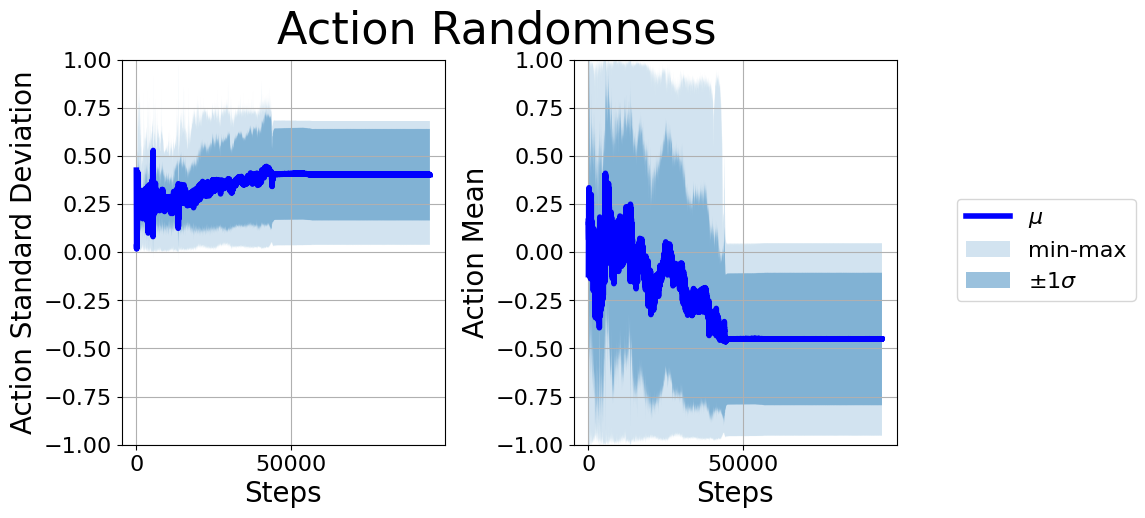 Action Randomness
Action Standard Deviation
1.00
0.75
0.50
0.25
0.00
−0.25
−0.50
−0.75
−1.00
0
50000
Steps
Action Mean
1.00
0.75
0.50
0.25
0.00
−0.25
−0.50
−0.75
−1.00
0
50000
Steps
μ
min-max
±1σ